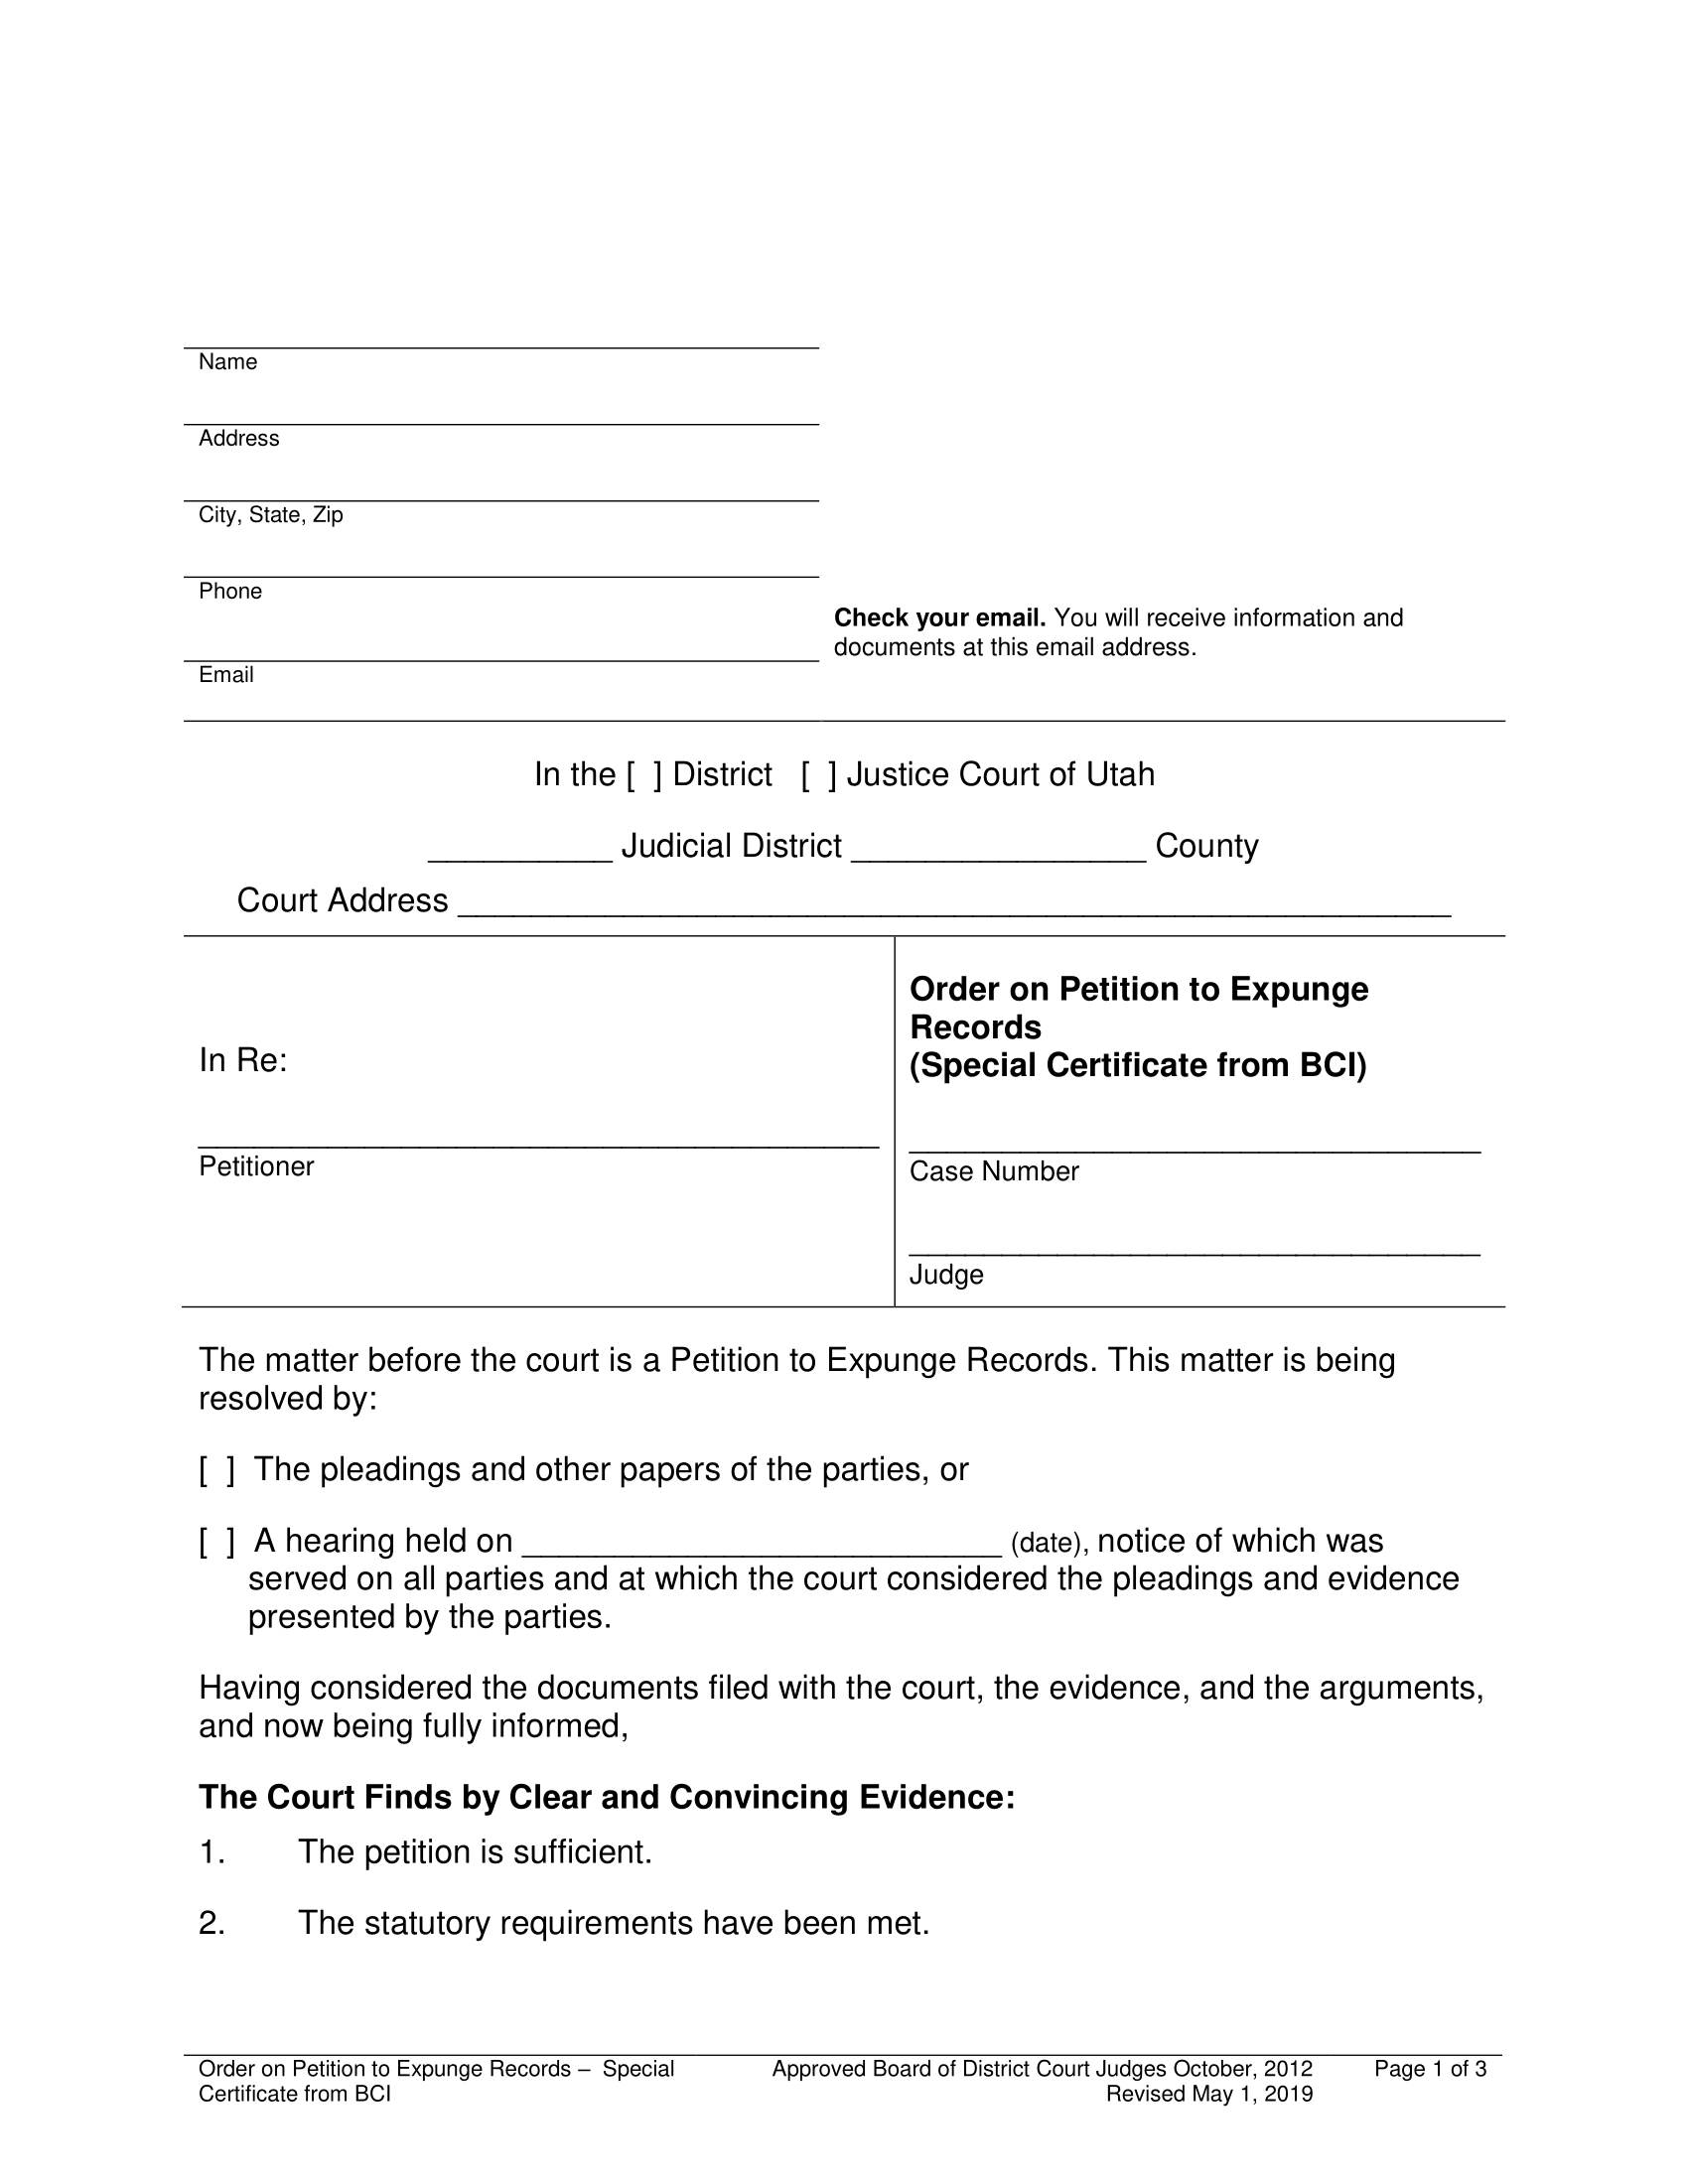 Name
Address
City, State, Zip
Phone
Check your email. You will receive information and
documents at this email address.
Email
In the [ ] District [ ] Justice Court of Utah
__________ Judicial District ________________ County
Court Address ______________________________________________________
In Re:
_____________________________________
Petitioner
Order on Petition to Expunge
Records
(Special Certificate from BCI)
_______________________________
Case Number
_______________________________
Judge
The matter before the court is a Petition to Expunge Records. This matter is being
resolved by:
[ ] The pleadings and other papers of the parties, or
[ ] A hearing held on __________________________ (date), notice of which was
served on all parties and at which the court considered the pleadings and evidence
presented by the parties.
Having considered the documents filed with the court, the evidence, and the arguments,
and now being fully informed,
The Court Finds by Clear and Convincing Evidence:
1. The petition is sufficient.
2. The statutory requirements have been met.
Order on Petition to Expunge Records – Special
Certificate from BCI
Approved Board of District Court Judges October, 2012
Revised May 1, 2019
Page 1 of 3